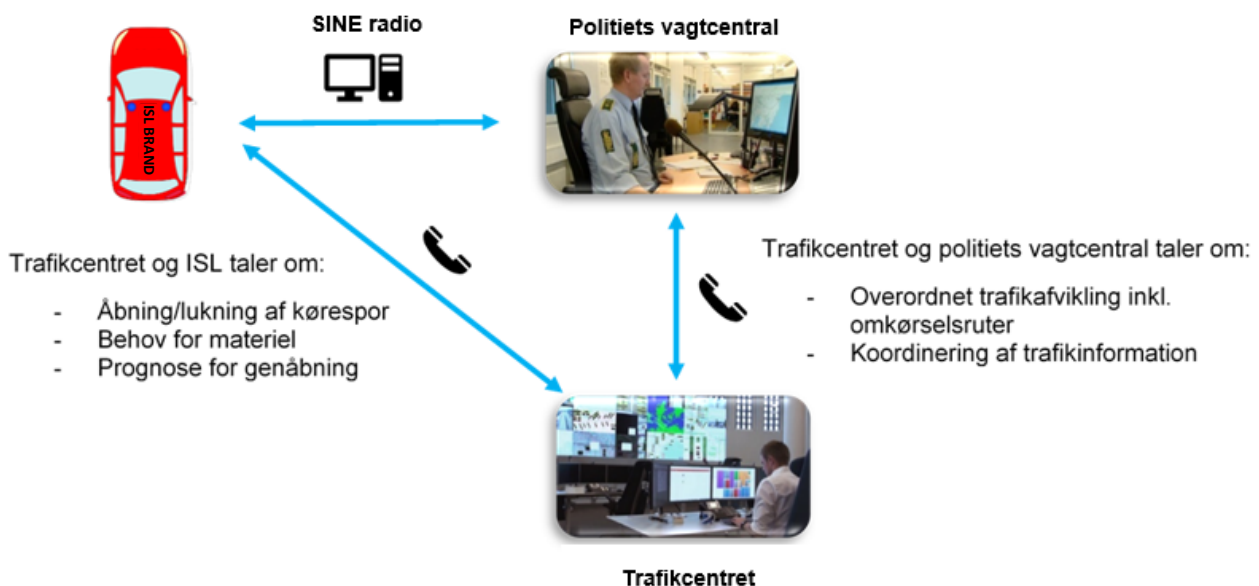 SINE radio
Politiets vagtcentral
ISL BRAND
Trafikcentret og ISL taler om:
- Åbning/lukning af kørespor
- Behov for materiel
- Prognose for genåbning
Trafikcentret og politiets vagtcentral taler om:
- Overordnet trafikafvikling inkl.
omkørselsruter
- Koordinering af trafikinformation
Trafikcentret